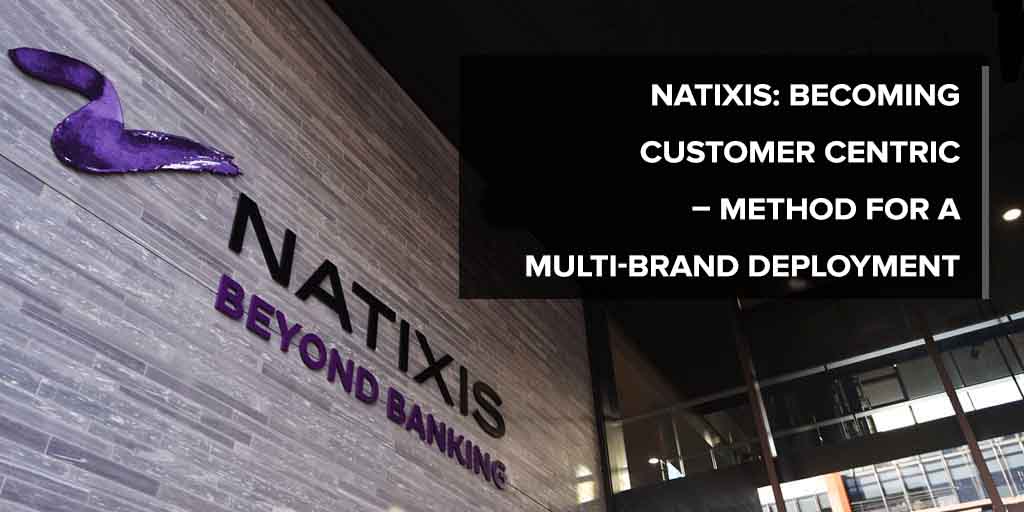 NATIXIS
BEYOND BANKING
NATIXIS: BECOMING
CUSTOMER CENTRIC
– METHOD FOR A
MULTI-BRAND DEPLOYMENT